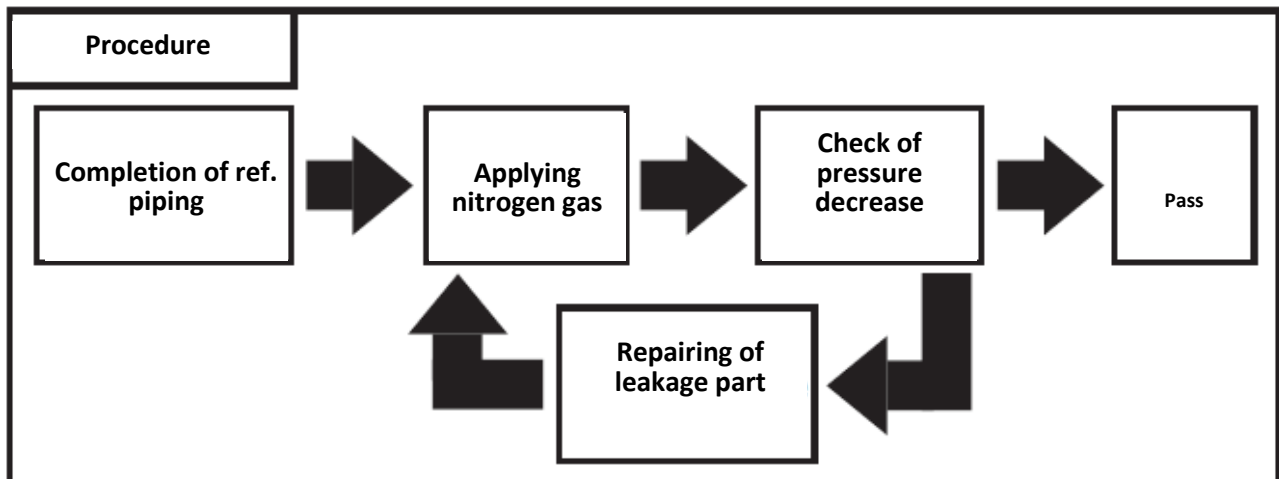 Procedure
Completion of ref.
piping
Applying
nitrogen gas
Check of
pressure
decrease
Pass
Repairing of
leakage part